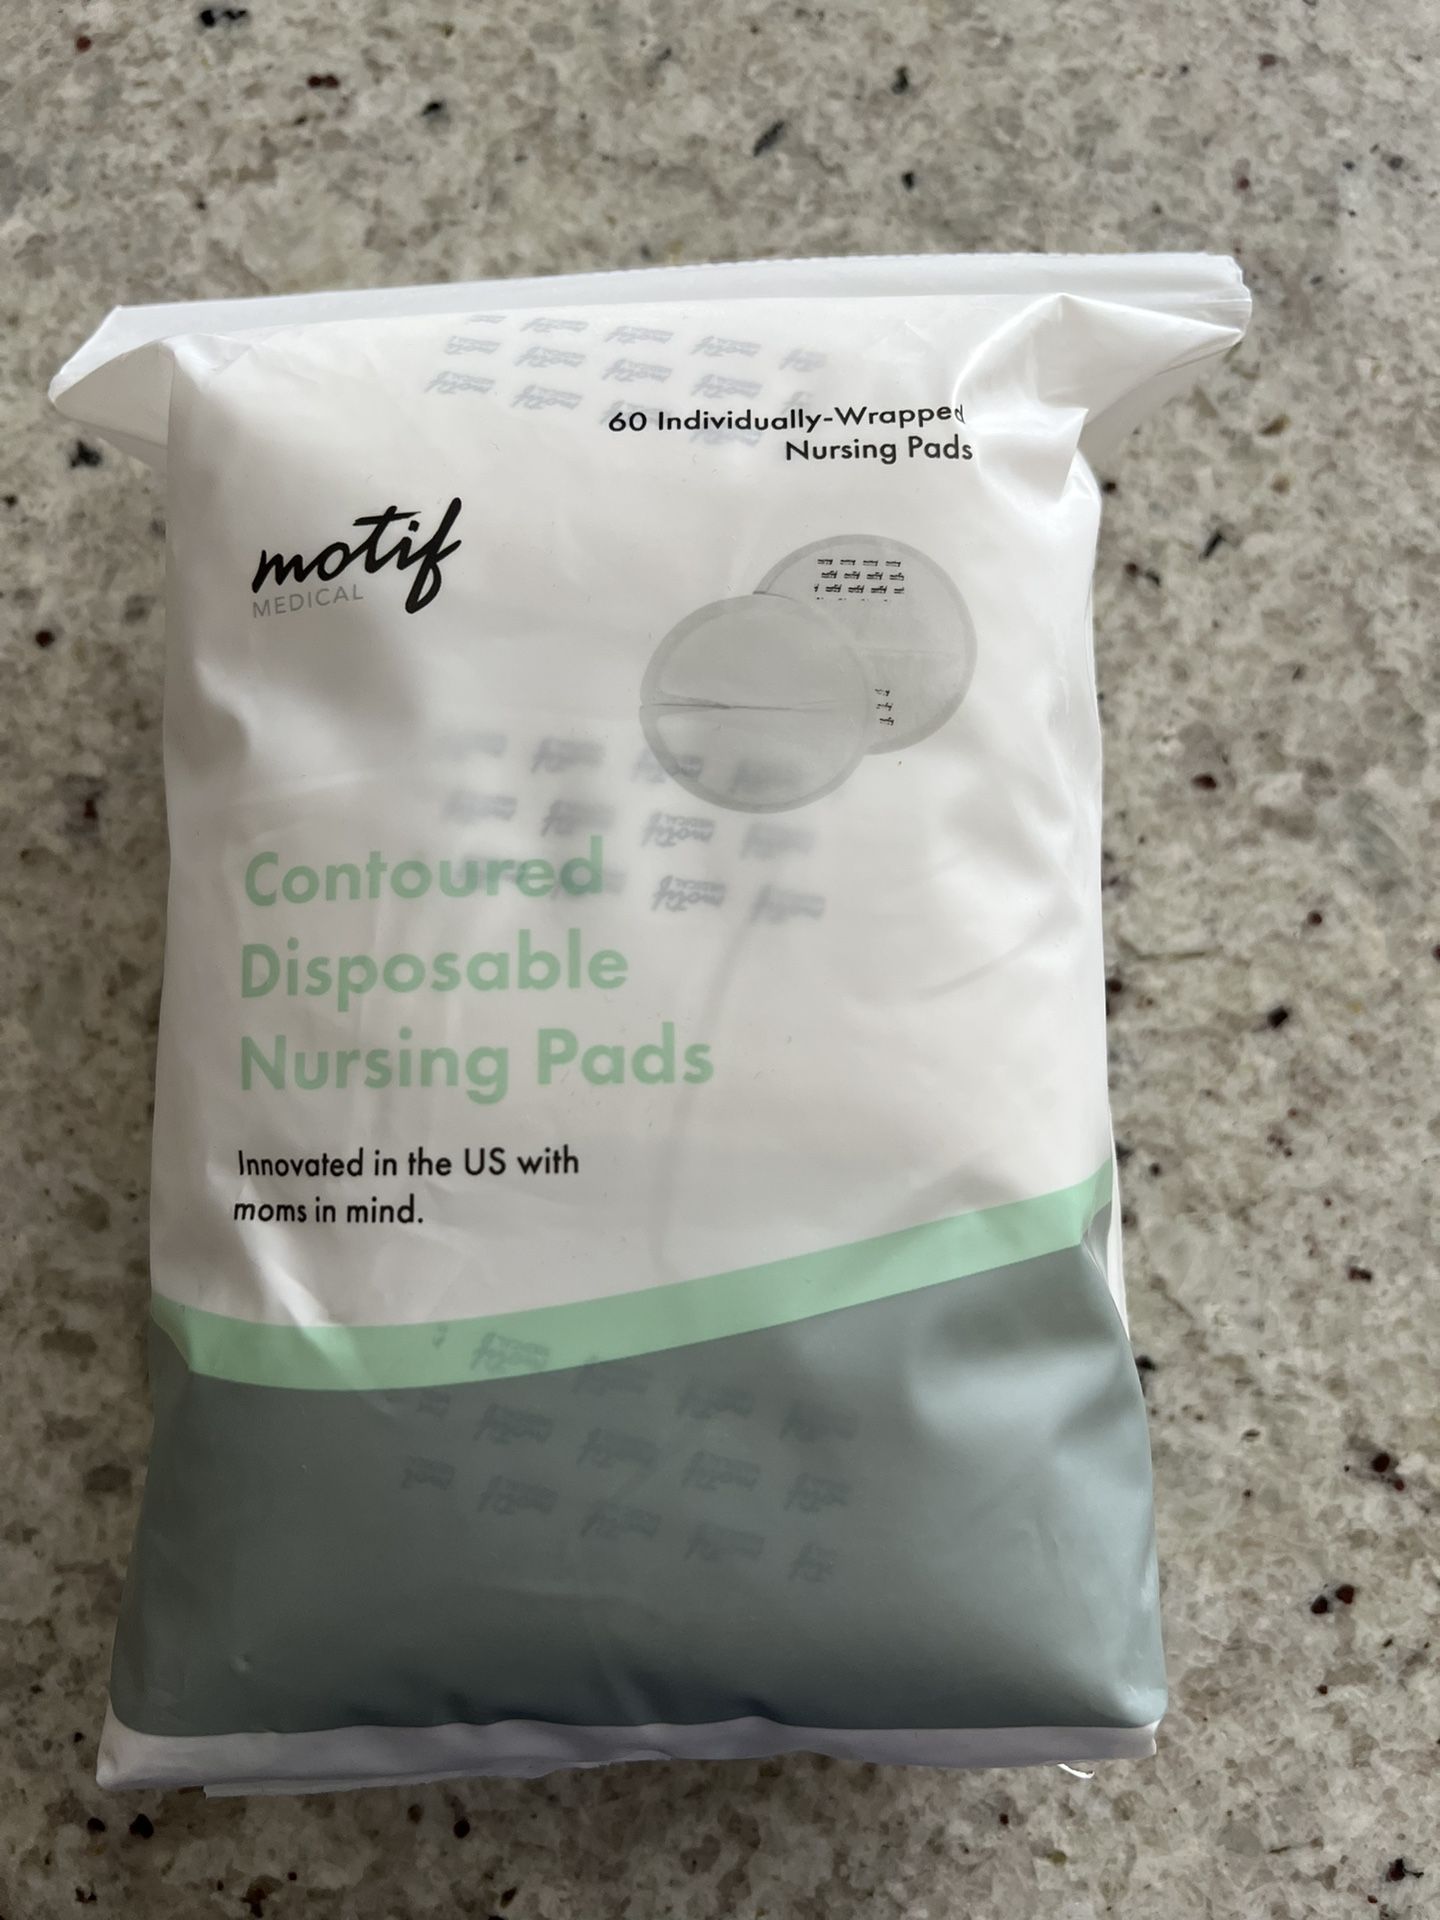 60 Individually-Wrapped
Nursing Pads
motif
MEDICAL
Contoured
Disposable
Nursing Pads
Innovated in the US with
moms in mind.